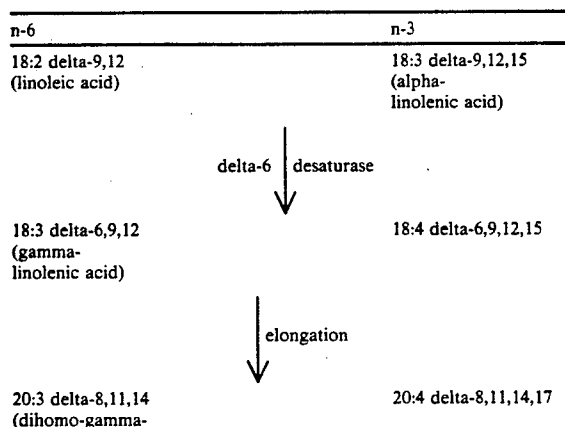 n-6 n-3
18:2 delta-9,12 18:3 delta-9,12,15
(linoleic acid) (alpha-
linolenic acid)
delta-6 desaturase
18:3 delta-6,9,12 18:4 delta-6,9,12,15
(gamma-
linolenic acid)
elongation
20:3 delta-8,11,14 20:4 delta-8,11,14,17
(dihomo-gamma-